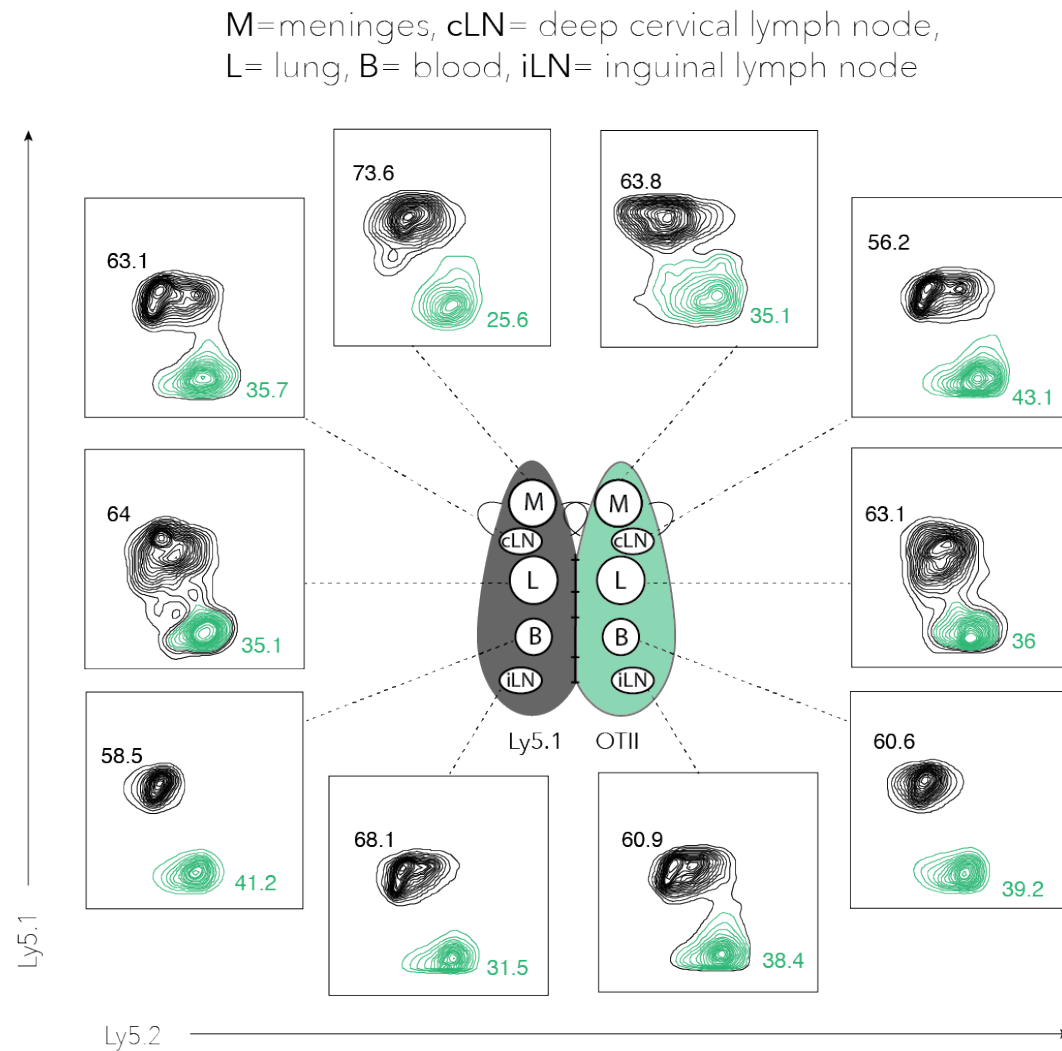 M=meninges, cLN= deep cervical lymph node,
L= lung, B= blood, iLN= inguinal lymph node
73.6
25.6
63.8
35.1
63.1
35.7
56.2
43.1
64
35.1
63.1
36
M
M
cLN
cLN
L
L
B
B
iLN
iLN
Ly5.1
OTII
58.5
41.2
60.6
39.2
68.1
31.5
60.9
38.4
Ly5.1
Ly5.2